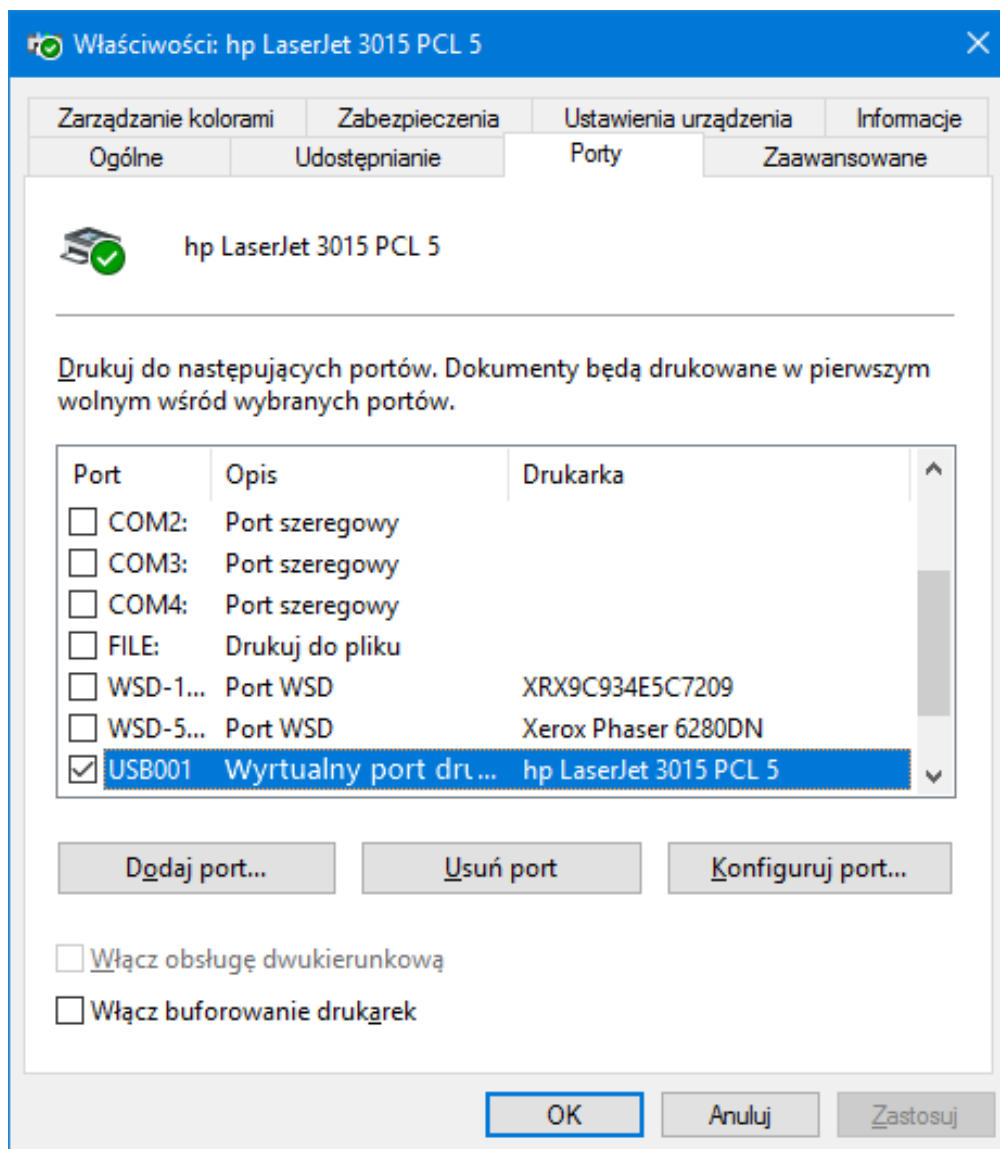 Właściwości: hp LaserJet 3015 PCL 5
Zarządzanie kolorami Zabezpieczenia Ustawienia urządzenia Informacje
Ogólne Udostępnianie Porty Zaawansowane
hp LaserJet 3015 PCL 5
Drukuj do następujących portów. Dokumenty będą drukowane w pierwszym
wolnym wśród wybranych portów.
Port Opis Drukarka
COM2: Port szeregowy
COM3: Port szeregowy
COM4: Port szeregowy
FILE: Drukuj do pliku
WSD-1... Port WSD XRX9C934E5C7209
WSD-5... Port WSD Xerox Phaser 6280DN
USB001 Wyrtualny port dru... hp LaserJet 3015 PCL 5
Dodaj port... Usuń port Konfiguruj port...
Włącz obsługę dwukierunkową
Włącz buforowanie drukarek
OK Anuluj Zastosuj